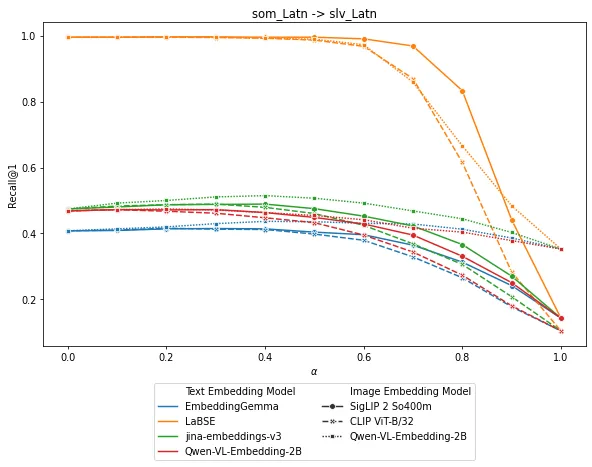 som_Latn -> slv_Latn
Recall@1
1.0
0.8
0.6
0.4
0.2
0.0 0.2 0.4 0.6 0.8 1.0
α
Text Embedding Model
EmbeddingGemma
LaBSE
jina-embeddings-v3
Qwen-VL-Embedding-2B
Image Embedding Model
SigLIP 2 So400m
CLIP ViT-B/32
Qwen-VL-Embedding-2B